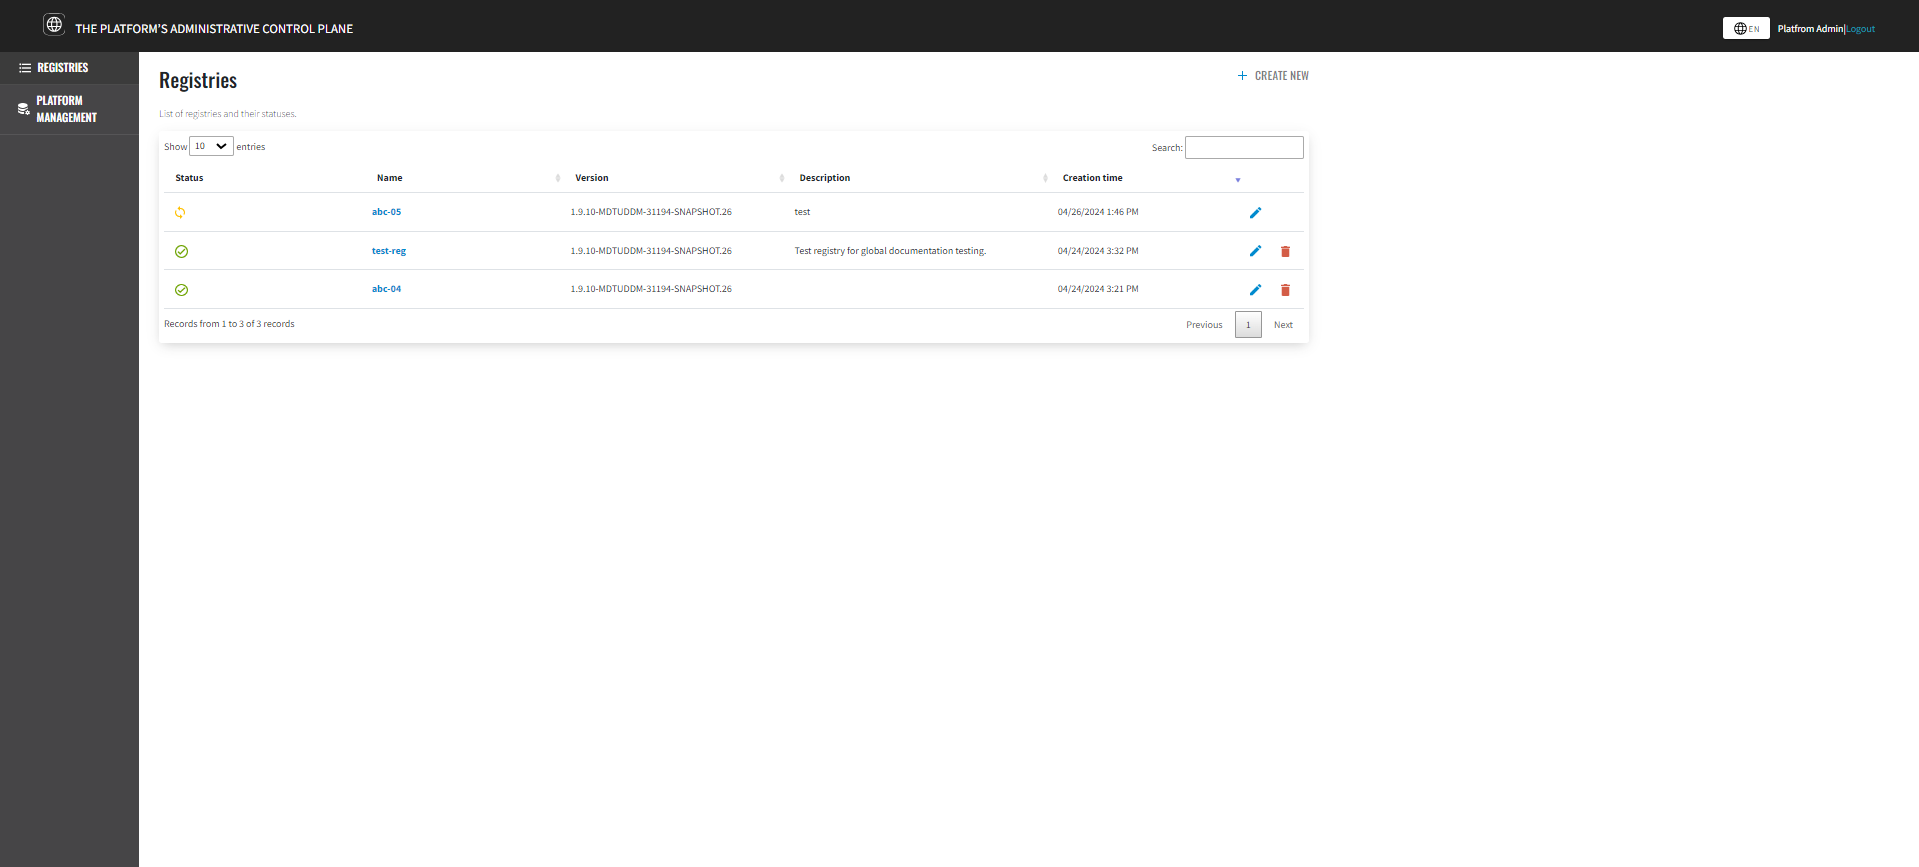 THE PLATFORM'S ADMINISTRATIVE CONTROL PLANE
EN
Platfrom Admin|Logout
REGISTRIES
PLATFORM
MANAGEMENT
Registries
CREATE NEW
List of registries and their statuses.
Show 10 entries
Search:
Status Name Version Description Creation time
abc-05 1.9.10-MDTUDDM-31194-SNAPSHOT.26 test 04/26/2024 1:46 PM
test-reg 1.9.10-MDTUDDM-31194-SNAPSHOT.26 Test registry for global documentation testing. 04/24/2024 3:32 PM
abc-04 1.9.10-MDTUDDM-31194-SNAPSHOT.26 04/24/2024 3:21 PM
Records from 1 to 3 of 3 records
Previous 1 Next